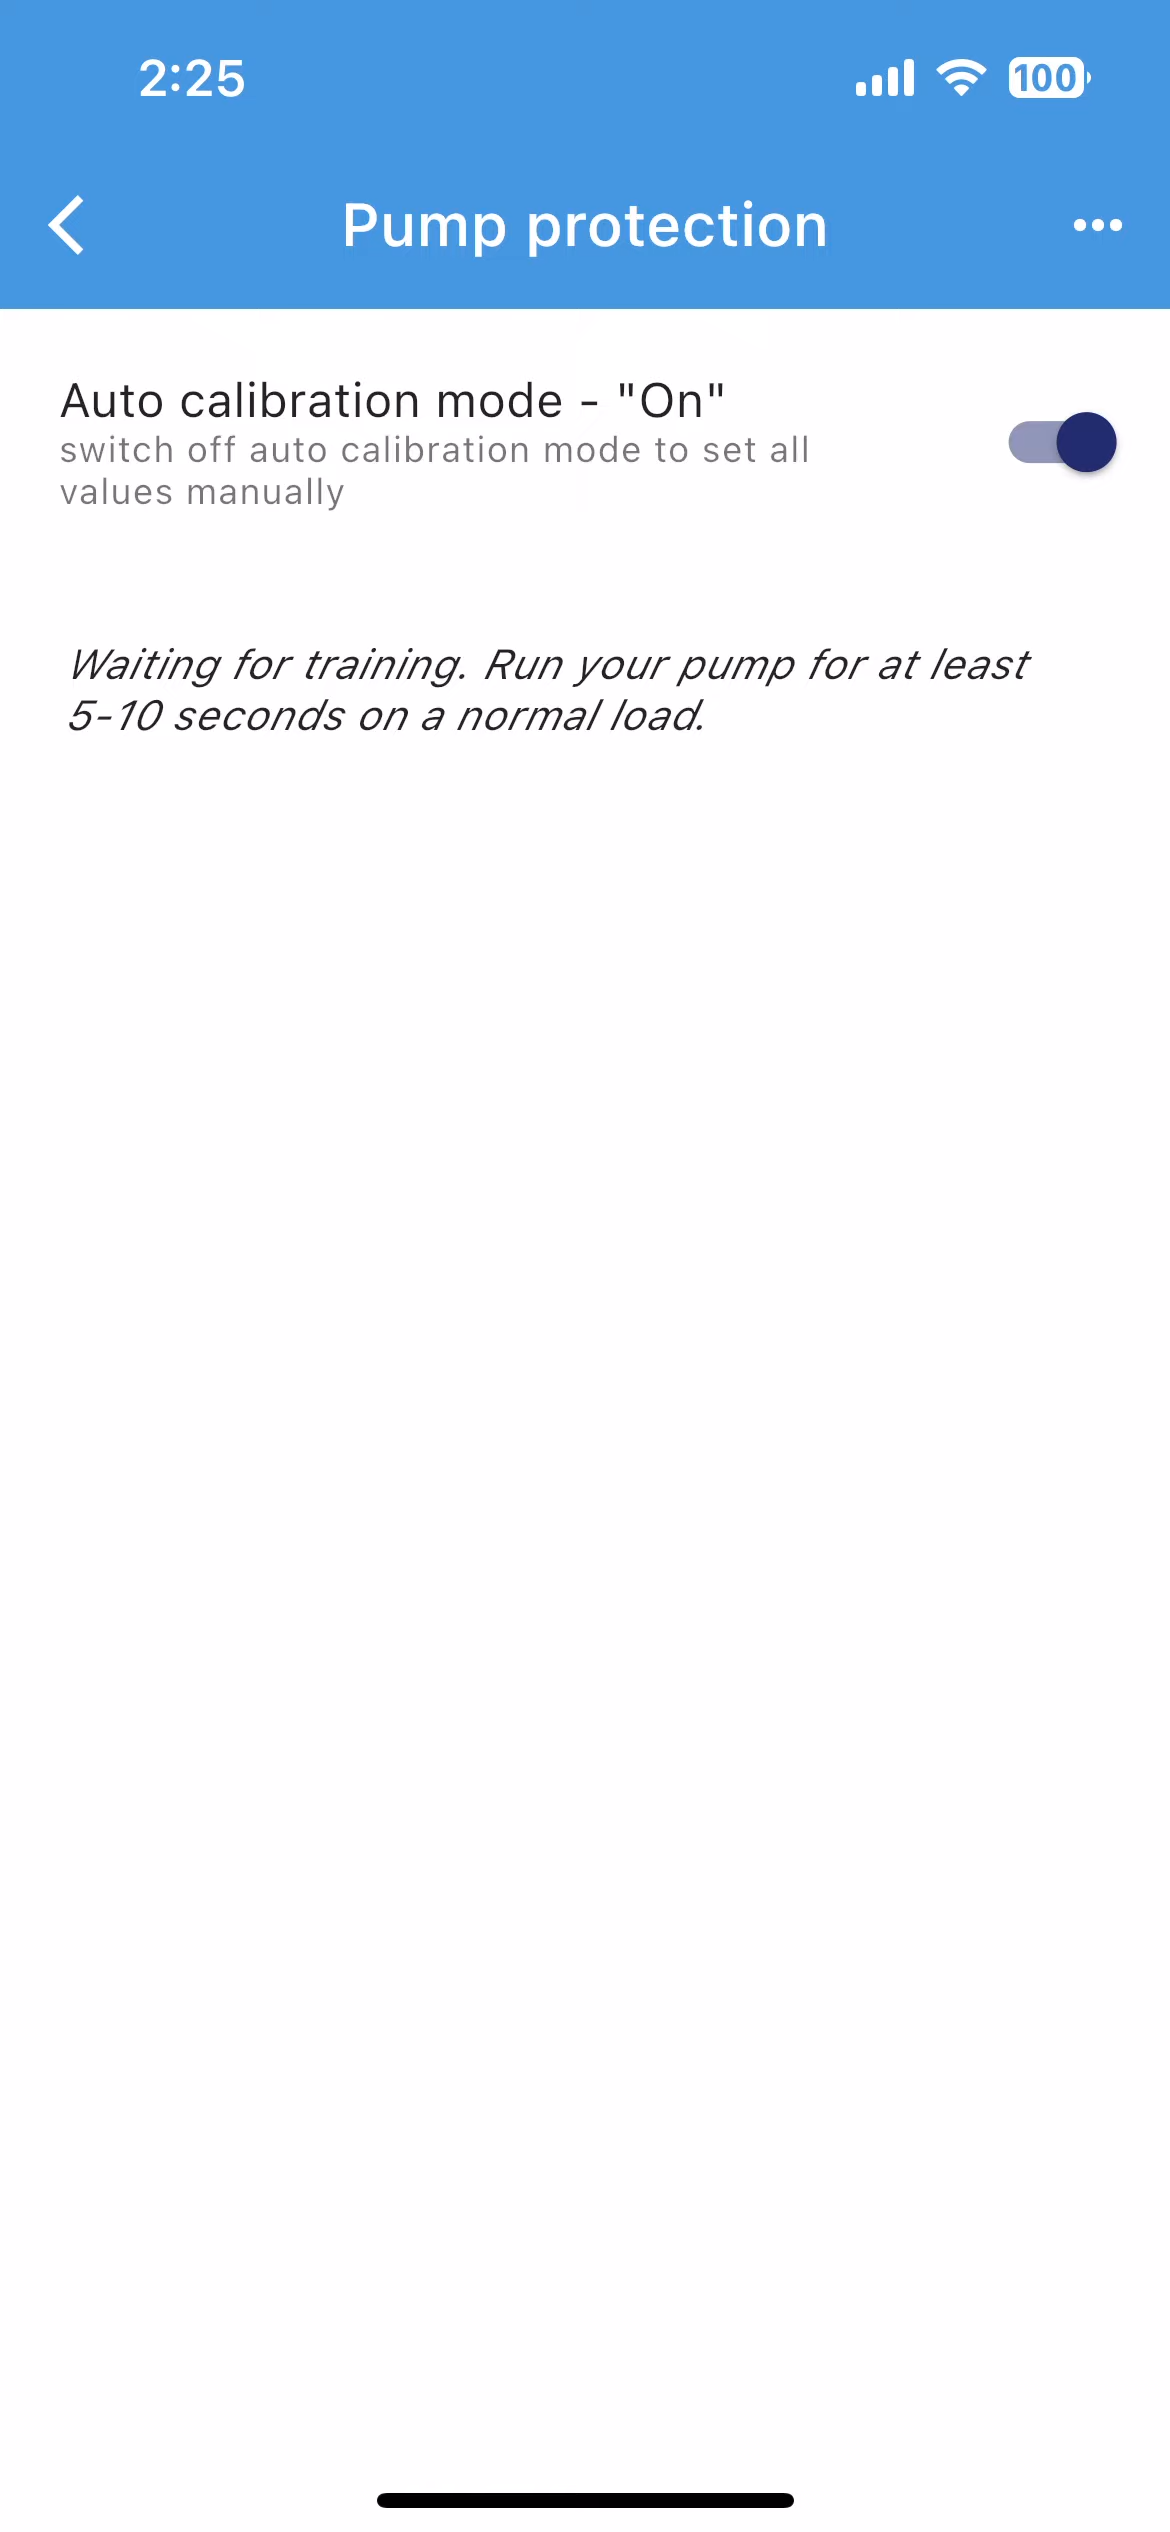 2:25
100
Pump protection
Auto calibration mode - "On"
switch off auto calibration mode to set all
values manually
Waiting for training. Run your pump for at least
5-10 seconds on a normal load.